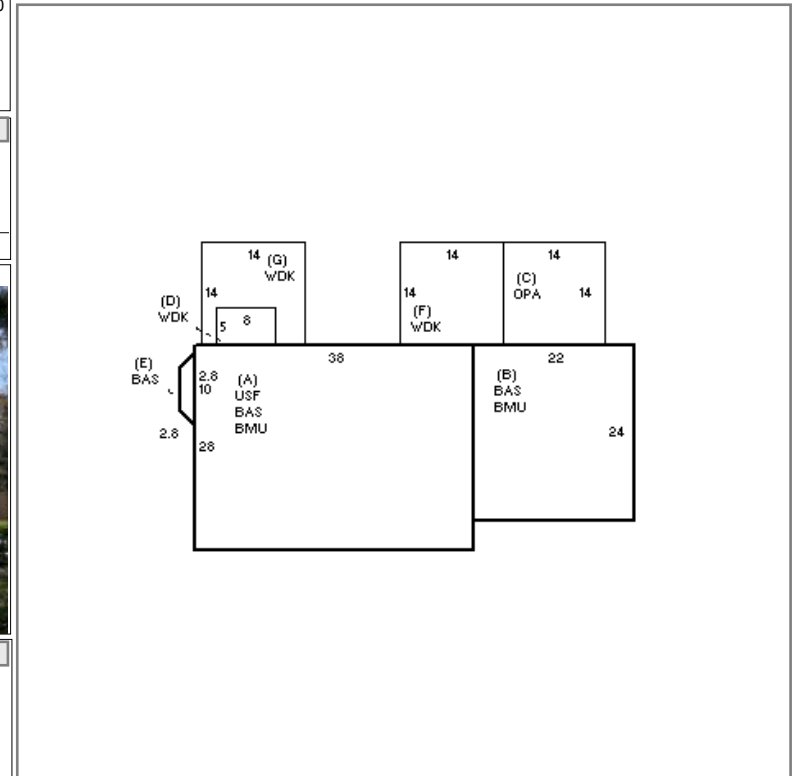 14
(G)
WDK
14
14
14
(C)
OPA
14
14
(F)
WDK
(D)
WDK
5
8
38
22
(E)
BAS
2.8
10
(A)
USF
BAS
BMU
(B)
BAS
BMU
24
2.8
28